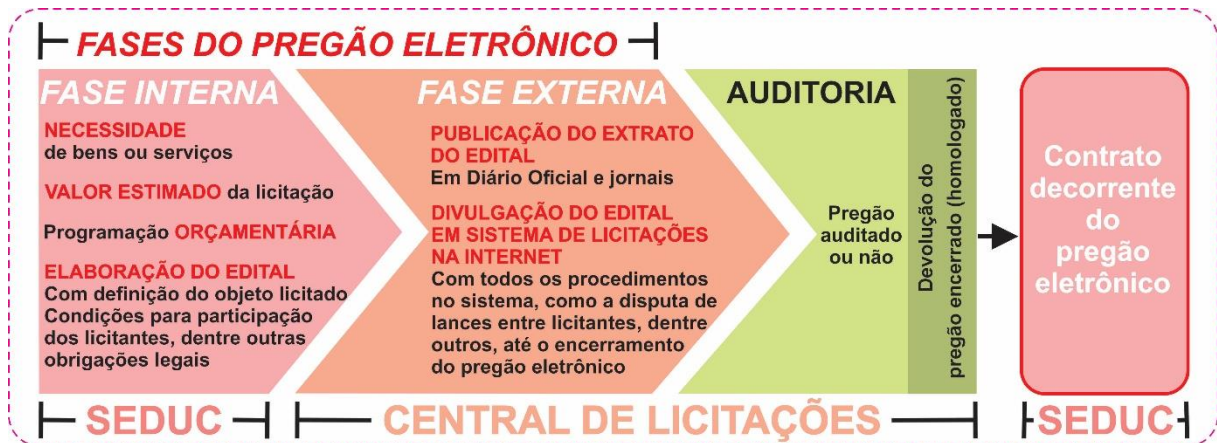 FASES DO PREGÃO ELETRÔNICO
FASE INTERNA
NECESSIDADE
de bens ou serviços
VALOR ESTIMADO da licitação
Programação ORÇAMENTÁRIA
ELABORAÇÃO DO EDITAL
Com definição do objeto licitado
Condições para participação
dos licitantes, dentre outras
obrigações legais
FASE EXTERNA
PUBLICAÇÃO DO EXTRATO
DO EDITAL
Em Diário Oficial e jornais
DIVULGAÇÃO DO EDITAL
EM SISTEMA DE LICITAÇÕES
NA INTERNET
Com todos os procedimentos
no sistema, como a disputa de
lances entre licitantes, dentre
outros, até o encerramento
do pregão eletrônico
AUDITORIA
Pregão
auditado
ou não
Devolução do
pregão encerrado (homologado)
Contrato
decorrente
do
pregão
eletrônico
SEDUC
CENTRAL DE LICITAÇÕES
SEDUC